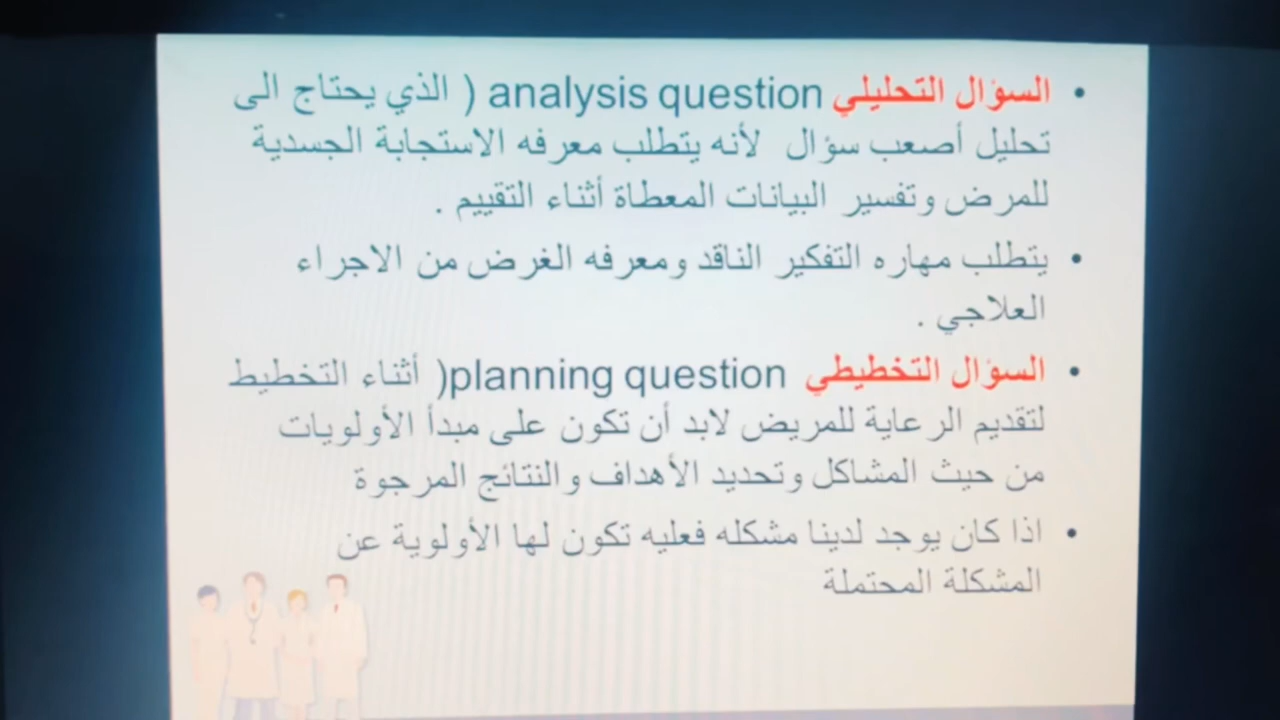 • السؤال التحليلي analysis question ( الذي يحتاج الى
تحليل أصعب سؤال لأنه يتطلب معرفه الاستجابة الجسدية
للمرض وتفسير البيانات المعطاة أثناء التقييم .
• يتطلب مهاره التفكير الناقد ومعرفه الغرض من الاجراء
العلاجي .
• السؤال التخطيطي planning question( أثناء التخطيط
لتقديم الرعاية للمريض لابد أن تكون على مبدأ الأولويات
من حيث المشاكل وتحديد الأهداف والنتائج المرجوة
• اذا كان يوجد لدينا مشكله فعليه تكون لها الأولوية عن
المشكلة المحتملة